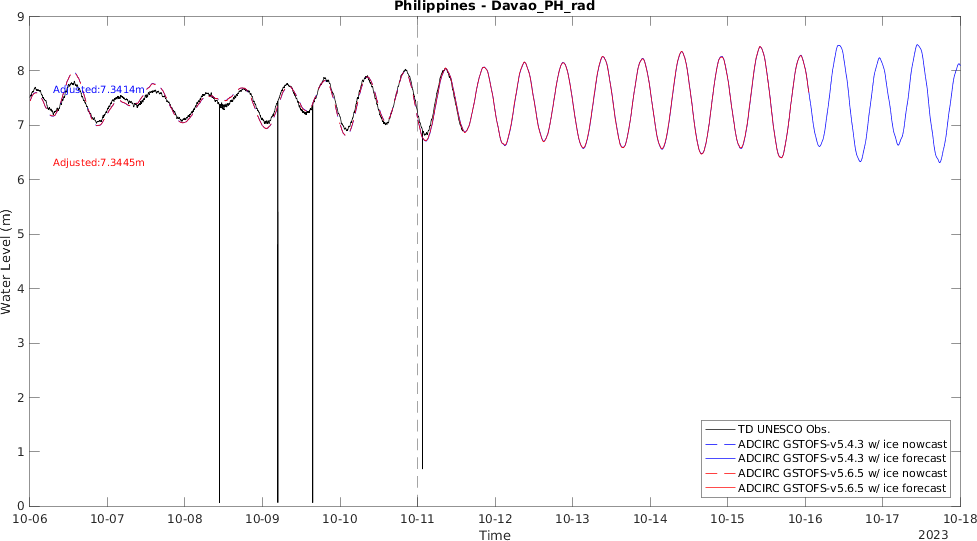 Philippines - Davao_PH_rad
9
8
7
6
5
4
3
2
1
0
Water Level (m)
Adjusted:7.3414m
Adjusted:7.3445m
TD UNESCO Obs.
ADCIRC GSTOFS-v5.4.3 w/ ice nowcast
ADCIRC GSTOFS-v5.4.3 w/ ice forecast
ADCIRC GSTOFS-v5.6.5 w/ ice nowcast
ADCIRC GSTOFS-v5.6.5 w/ ice forecast
10-06 10-07 10-08 10-09 10-10 10-11 10-12 10-13 10-14 10-15 10-16 10-17 10-18
Time
2023